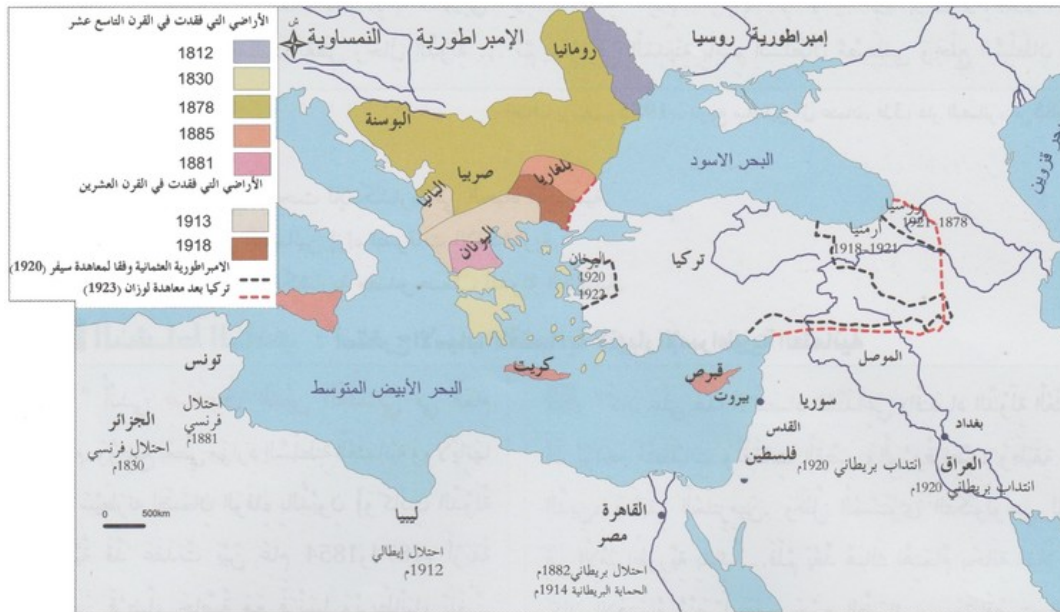 الأراضي التي فقدت في القرن التاسع عشر
1812
1830
1878
1885
1881
الأراضي التي فقدت في القرن العشرين
1913
1918
الامبراطورية العثمانية وفقا لمعاهدة سيفر (1920)
تركيا بعد معاهدة لوزان (1923)
ش
إمبراطورية روسيا
الإمبراطورية النمساوية
رومانيا
البوسنة
صربيا
بلغاريا
البانيا
اليونان
البحر الاسود
قزوين
1878 1921
أرمنيا
1918-1921
تركيا
1920
1922
الموصل
كريت
قبرص
البحر الأبيض المتوسط
بيروت
سوريا
بغداد
القدس
فلسطين
انتداب بريطاني 1920م
العراق
انتداب بريطاني 1920م
تونس
احتلال
فرنسي
1881م
الجزائر
احتلال فرنسي
1830م
0 500km
ليبيا
احتلال إيطالي
1912م
القاهرة
مصر
احتلال بريطاني 1882م
الحماية البريطانية 1914م